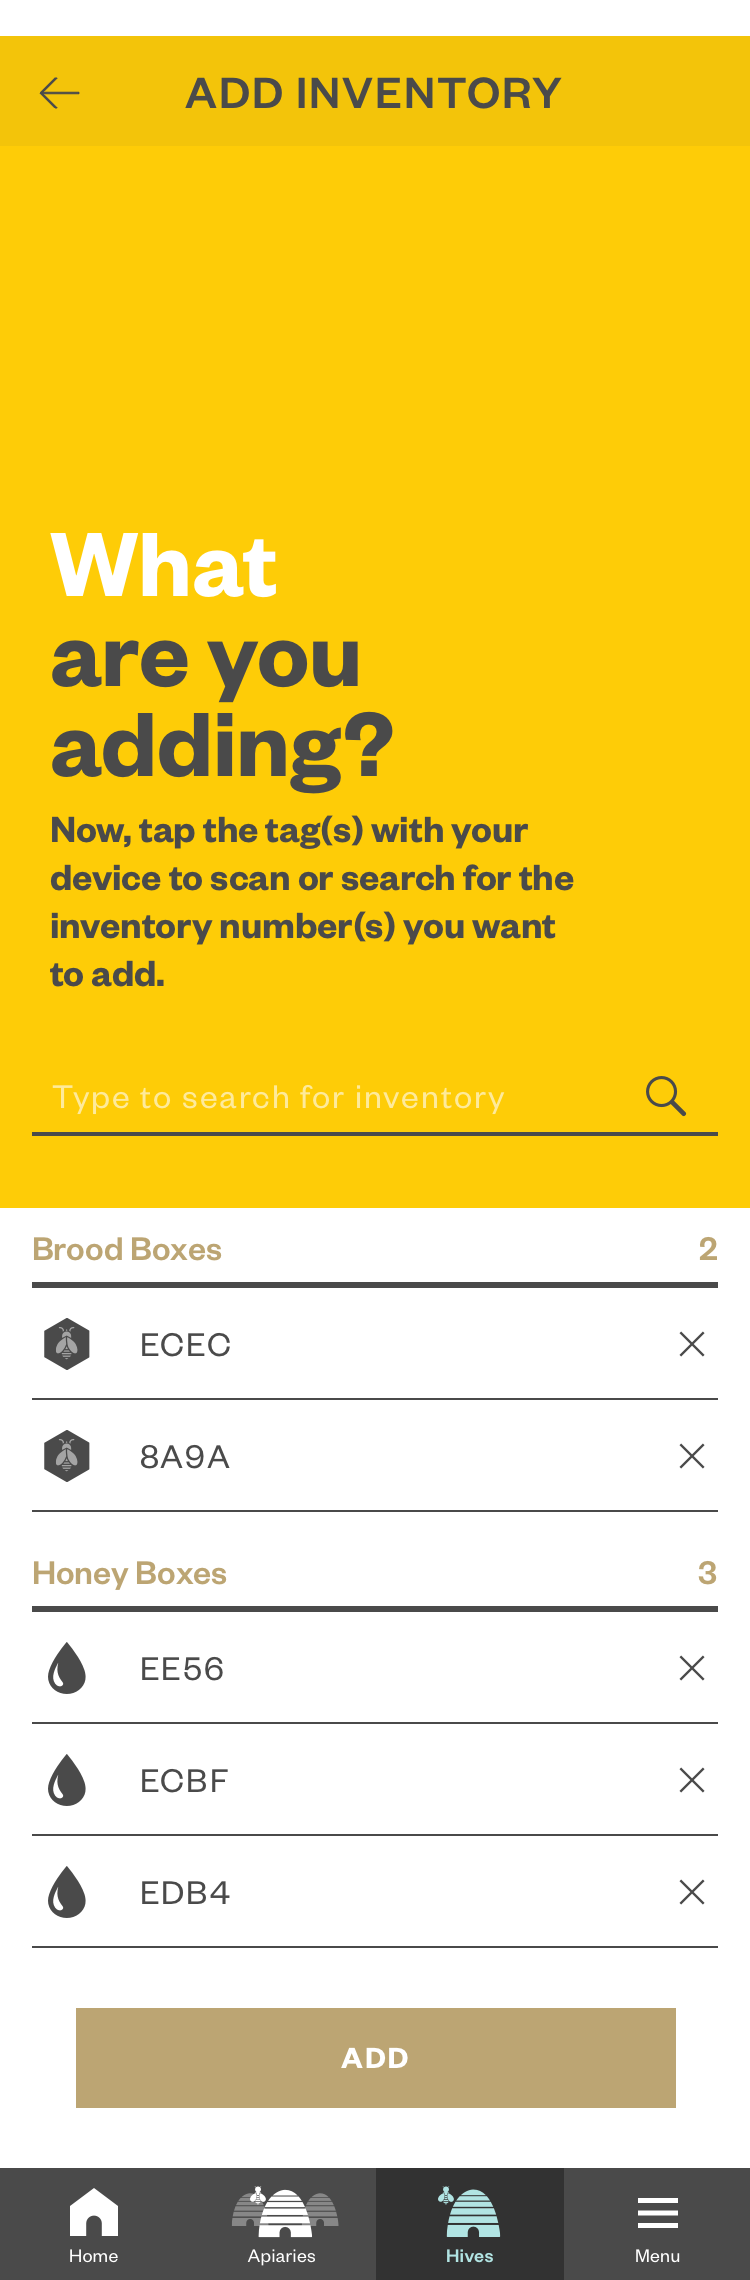 ADD INVENTORY
What
are you
adding?
Now, tap the tag(s) with your
device to scan or search for the
inventory number(s) you want
to add.
Type to search for inventory
Brood Boxes 2
ECEC
8A9A
Honey Boxes 3
EE56
ECBF
EDB4
ADD
Home Apiaries Hives Menu